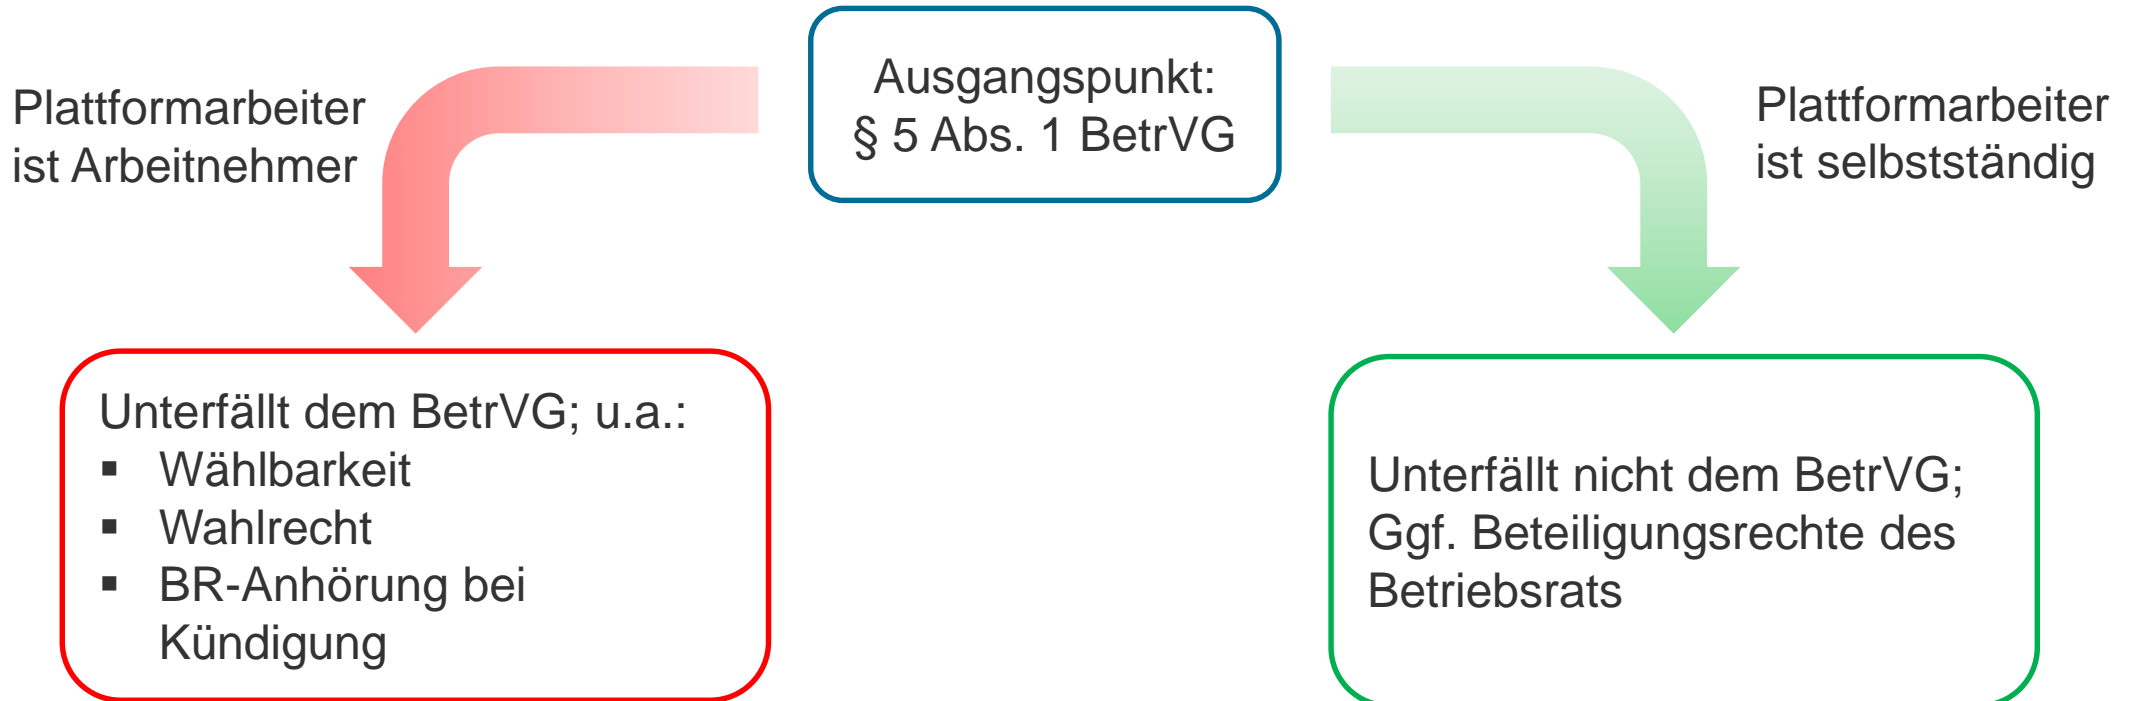 Ausgangspunkt:
§ 5 Abs. 1 BetrVG
Plattformarbeiter
ist Arbeitnehmer
Plattformarbeiter
ist selbstständig
Unterfällt dem BetrVG; u.a.:
▪ Wählbarkeit
▪ Wahlrecht
▪ BR-Anhörung bei
Kündigung
Unterfällt nicht dem BetrVG;
Ggf. Beteiligungsrechte des
Betriebsrats